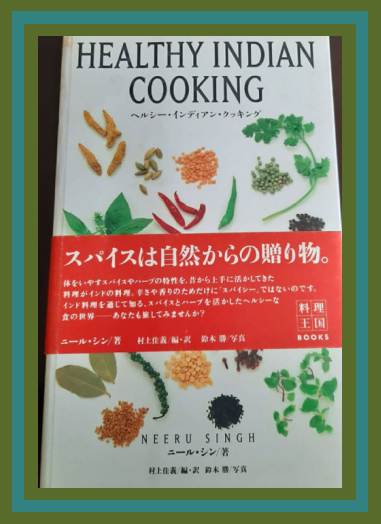 HEALTHY INDIAN
COOKING
ヘルシー・インディアン・クッキング
スパイスは自然からの贈り物。
体をいやすスパイスやハーブの特性を、昔から上手に活かしてきた
料理がインドの料理。辛さや香りのためだけに“スパイシー”ではないのです。
インド料理を通じて知る、スパイスとハーブを活かしたヘルシーな
食の世界——あなたも旅してみませんか?
料理
王国
BOOKS
ニール・シン/著 村上佳義/編・訳 鈴木 勝/写真
NEERU SINGH
ニール・シン/著
村上佳義/編・訳 鈴木 勝/写真